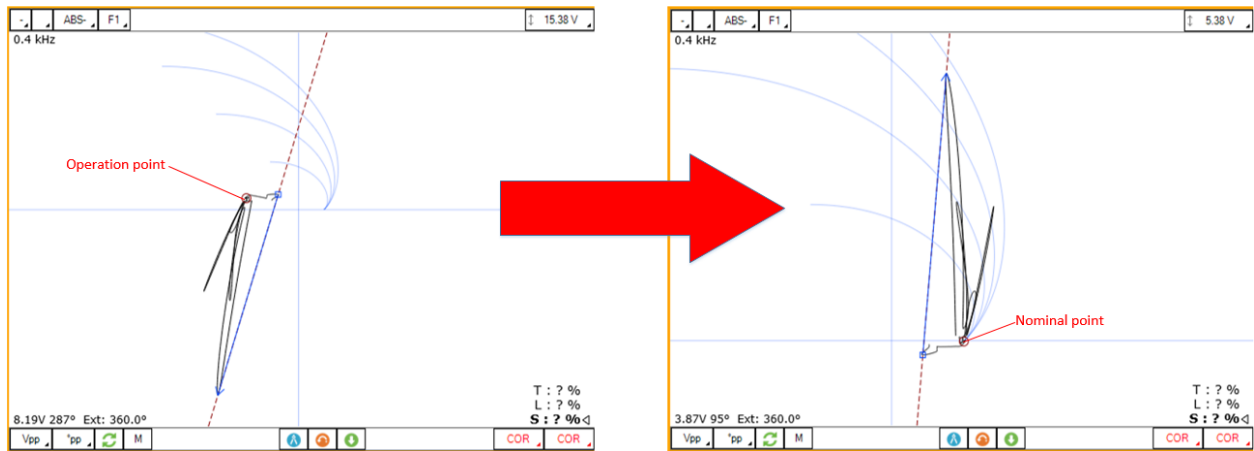 -
ABS-
F1
15.38 V
0.4 kHz
Operation point
T : ? %
L : ? %
S : ? %
8.19V 287° Ext: 360.0°
Vpp
°pp
M
COR
COR
-
ABS-
F1
5.38 V
0.4 kHz
Nominal point
T : ? %
L : ? %
S : ? %
3.87V 95° Ext: 360.0°
Vpp
°pp
M
COR
COR